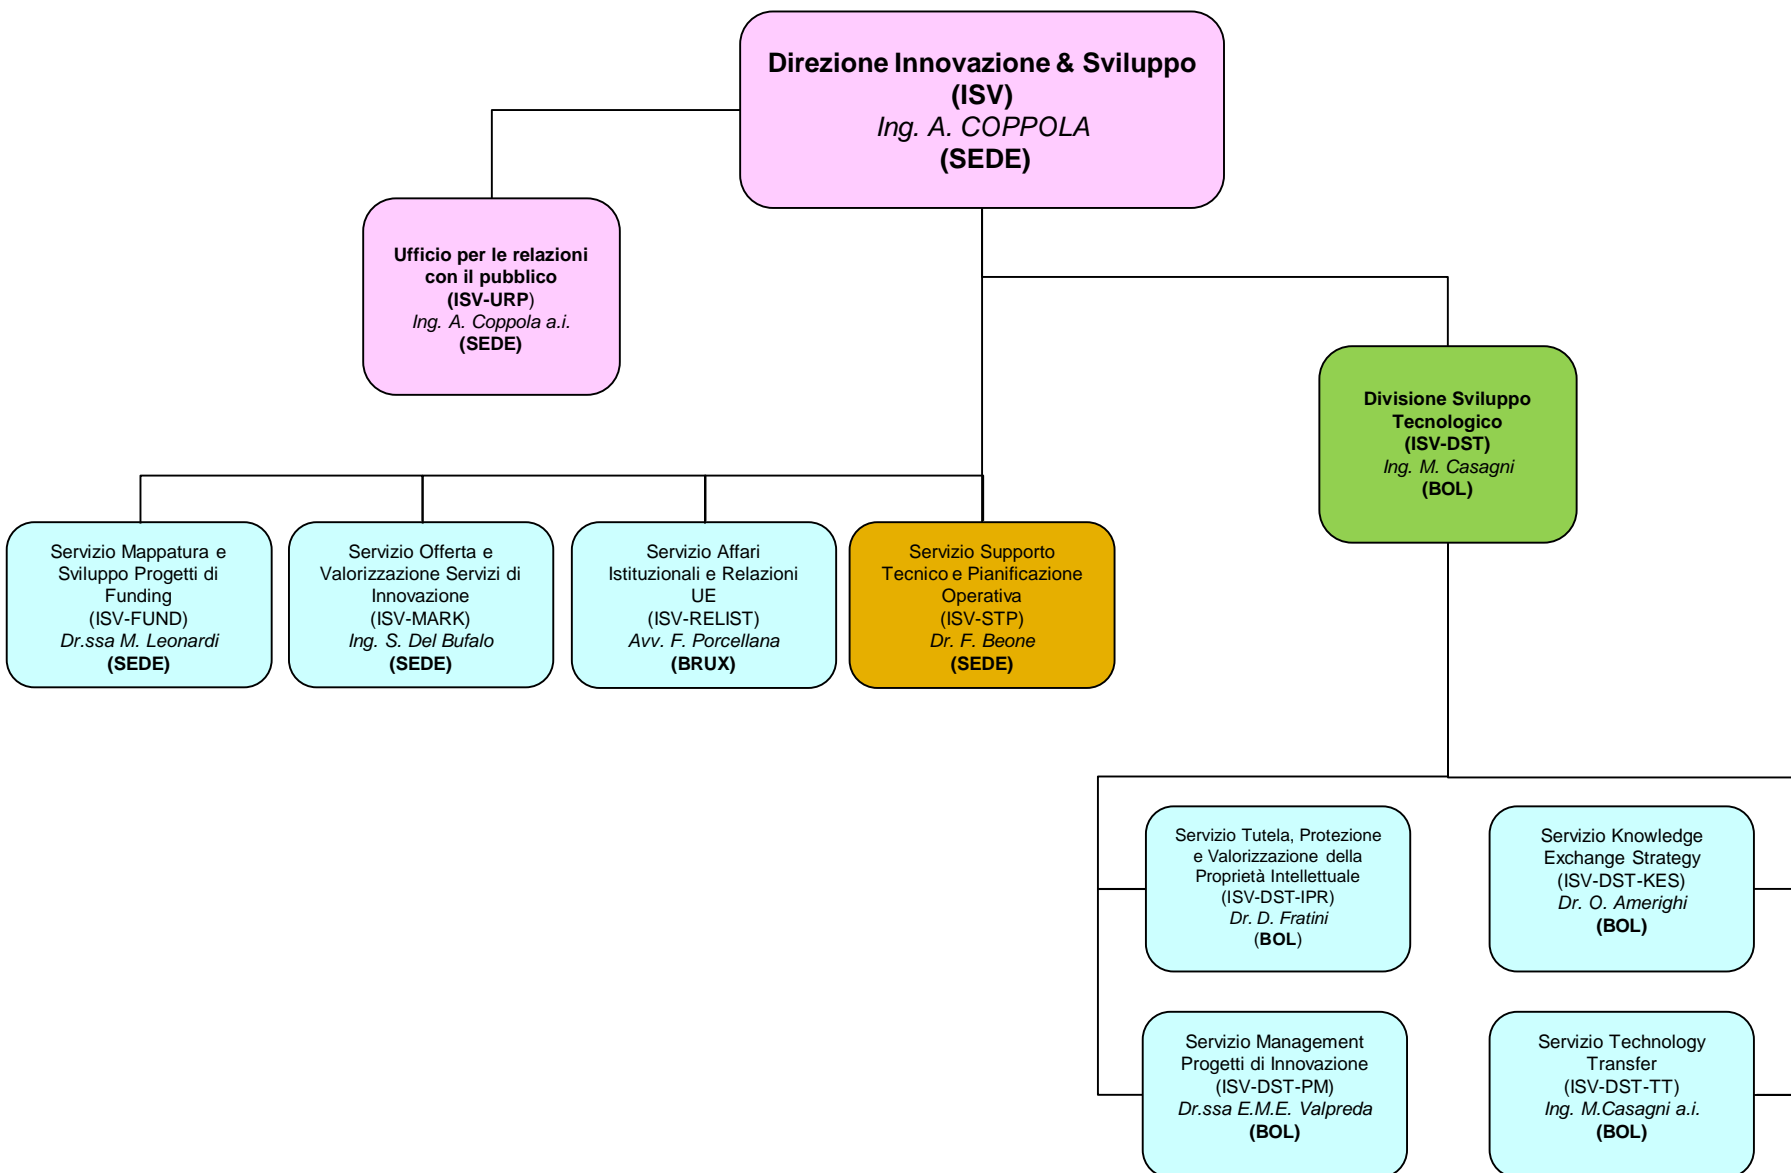 Direzione Innovazione & Sviluppo
(ISV)
Ing. A. COPPOLA
(SEDE)
Ufficio per le relazioni
con il pubblico
(ISV-URP)
Ing. A. Coppola a.i.
(SEDE)
Divisione Sviluppo
Tecnologico
(ISV-DST)
Ing. M. Casagni
(BOL)
Servizio Mappatura e
Sviluppo Progetti di
Funding
(ISV-FUND)
Dr.ssa M. Leonardi
(SEDE)
Servizio Offerta e
Valorizzazione Servizi di
Innovazione
(ISV-MARK)
Ing. S. Del Bufalo
(SEDE)
Servizio Affari
Istituzionali e Relazioni
UE
(ISV-RELIST)
Avv. F. Porcellana
(BRUX)
Servizio Supporto
Tecnico e Pianificazione
Operativa
(ISV-STP)
Dr. F. Beone
(SEDE)
Servizio Tutela, Protezione
e Valorizzazione della
Proprietà Intellettuale
(ISV-DST-IPR)
Dr. D. Fratini
(BOL)
Servizio Knowledge
Exchange Strategy
(ISV-DST-KES)
Dr. O. Amerighi
(BOL)
Servizio Management
Progetti di Innovazione
(ISV-DST-PM)
Dr.ssa E.M.E. Valpreda
(BOL)
Servizio Technology
Transfer
(ISV-DST-TT)
Ing. M.Casagni a.i.
(BOL)